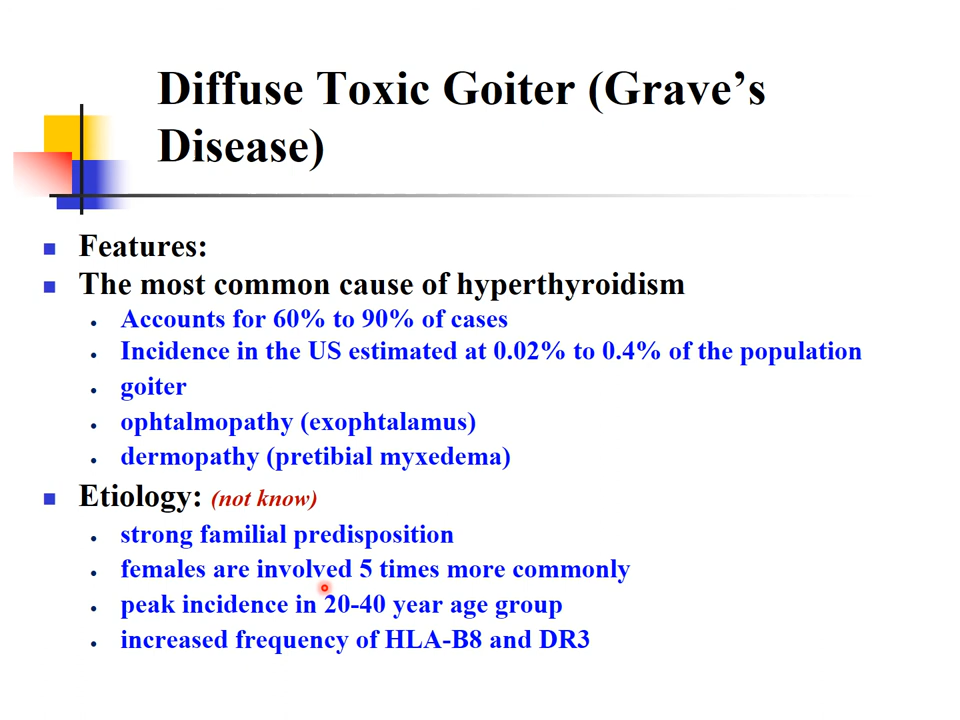 Diffuse Toxic Goiter (Grave’s
Disease)
Features:
The most common cause of hyperthyroidism
Accounts for 60% to 90% of cases
Incidence in the US estimated at 0.02% to 0.4% of the population
goiter
ophtalmopathy (exophtalamus)
dermopathy (pretibial myxedema)
Etiology: (not know)
strong familial predisposition
females are involved 5 times more commonly
peak incidence in 20-40 year age group
increased frequency of HLA-B8 and DR3